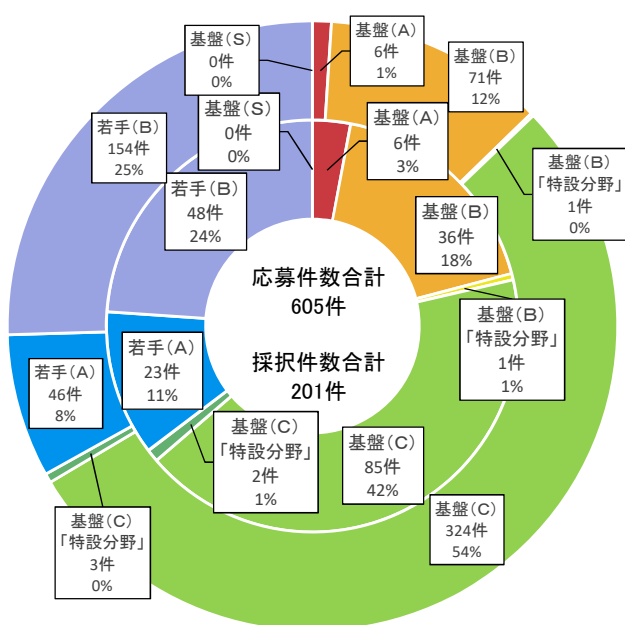 基盤(S)
0件
0%
基盤(A)
6件
1%
基盤(B)
71件
12%
基盤(B)
「特設分野」
1件
0%
基盤(C)
324件
54%
基盤(C)
「特設分野」
3件
0%
若手(A)
46件
8%
若手(B)
154件
25%
基盤(S)
0件
0%
基盤(A)
6件
3%
基盤(B)
36件
18%
基盤(B)
「特設分野」
1件
1%
基盤(C)
85件
42%
基盤(C)
「特設分野」
2件
1%
若手(A)
23件
11%
若手(B)
48件
24%
応募件数合計
605件
採択件数合計
201件